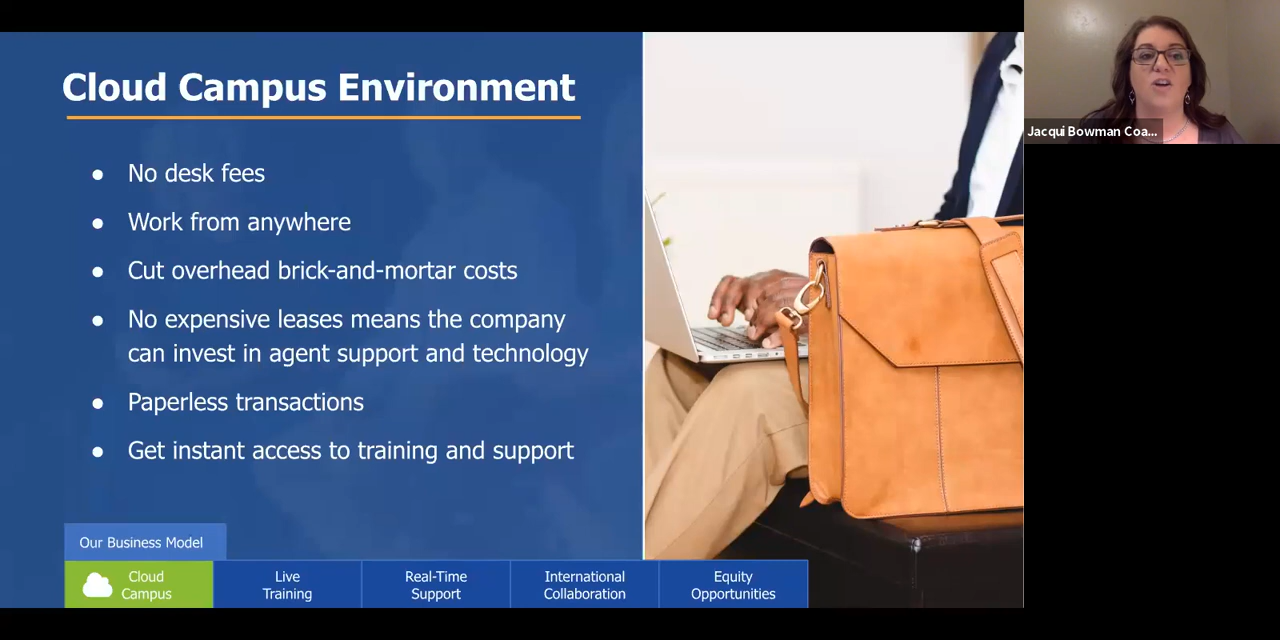 Cloud Campus Environment
● No desk fees
● Work from anywhere
● Cut overhead brick-and-mortar costs
● No expensive leases means the company
can invest in agent support and technology
● Paperless transactions
● Get instant access to training and support
Our Business Model
Cloud
Campus
Live
Training
Real-Time
Support
International
Collaboration
Equity
Opportunities
Jacqui Bowman Coa...